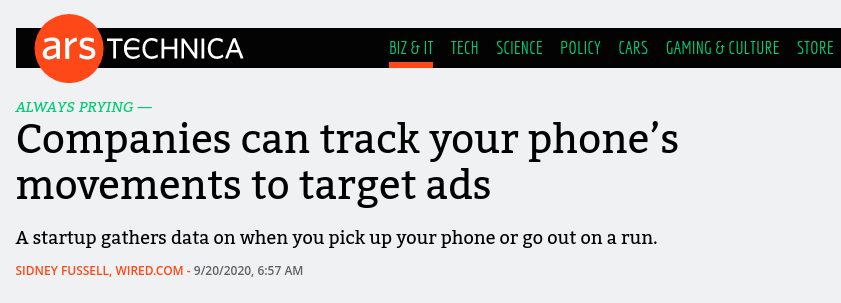 ars TECHNICA
BIZ & IT TECH SCIENCE POLICY CARS GAMING & CULTURE STORE
ALWAYS PRYING —
Companies can track your phone’s
movements to target ads
A startup gathers data on when you pick up your phone or go out on a run.
SIDNEY FUSSELL, WIRED.COM - 9/20/2020, 6:57 AM